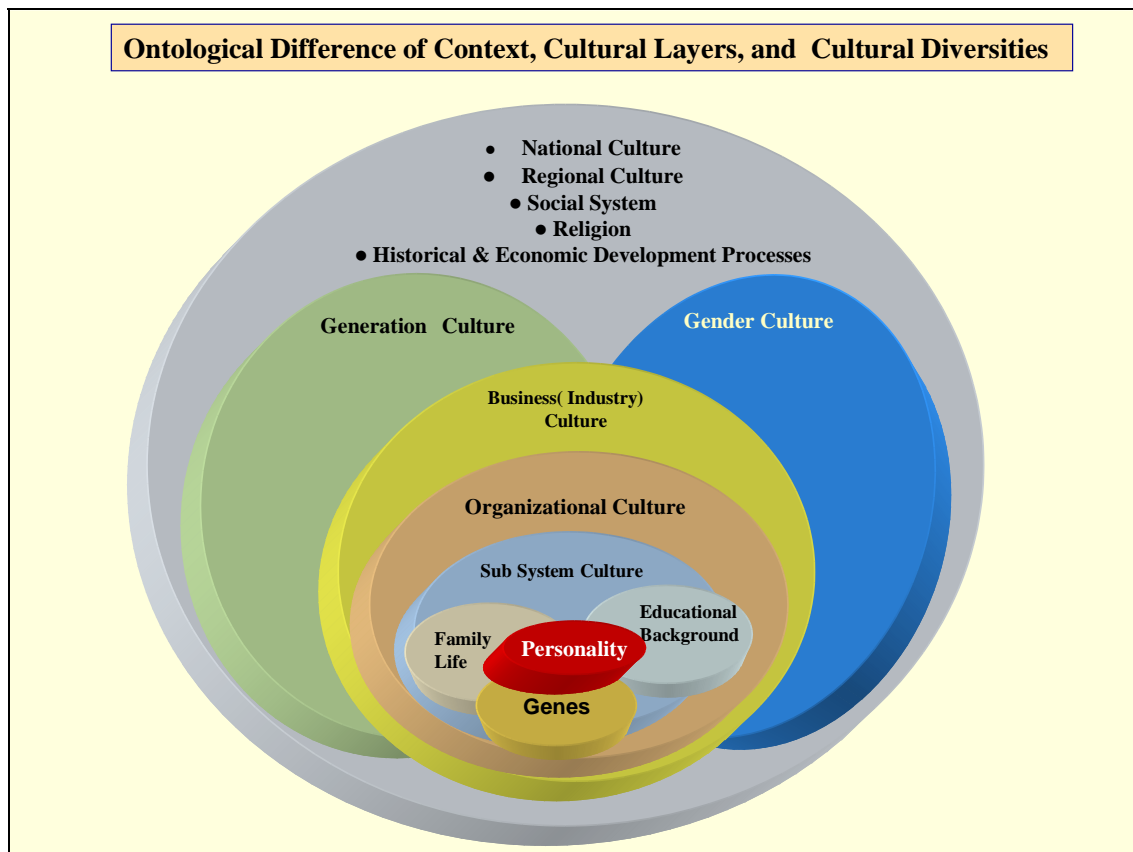 Ontological Difference of Context, Cultural Layers, and Cultural Diversities
● National Culture
● Regional Culture
● Social System
● Religion
● Historical & Economic Development Processes
Generation Culture
Gender Culture
Business( Industry)
Culture
Organizational Culture
Sub System Culture
Family
Life
Personality
Educational
Background
Genes